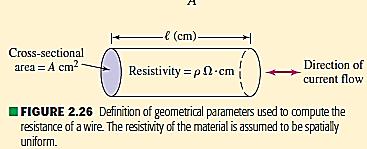 A
ℓ (cm)
Cross-sectional
area = A cm²
Resistivity = ρ Ω·cm
Direction of
current flow
FIGURE 2.26 Definition of geometrical parameters used to compute the
resistance of a wire. The resistivity of the material is assumed to be spatially
uniform.